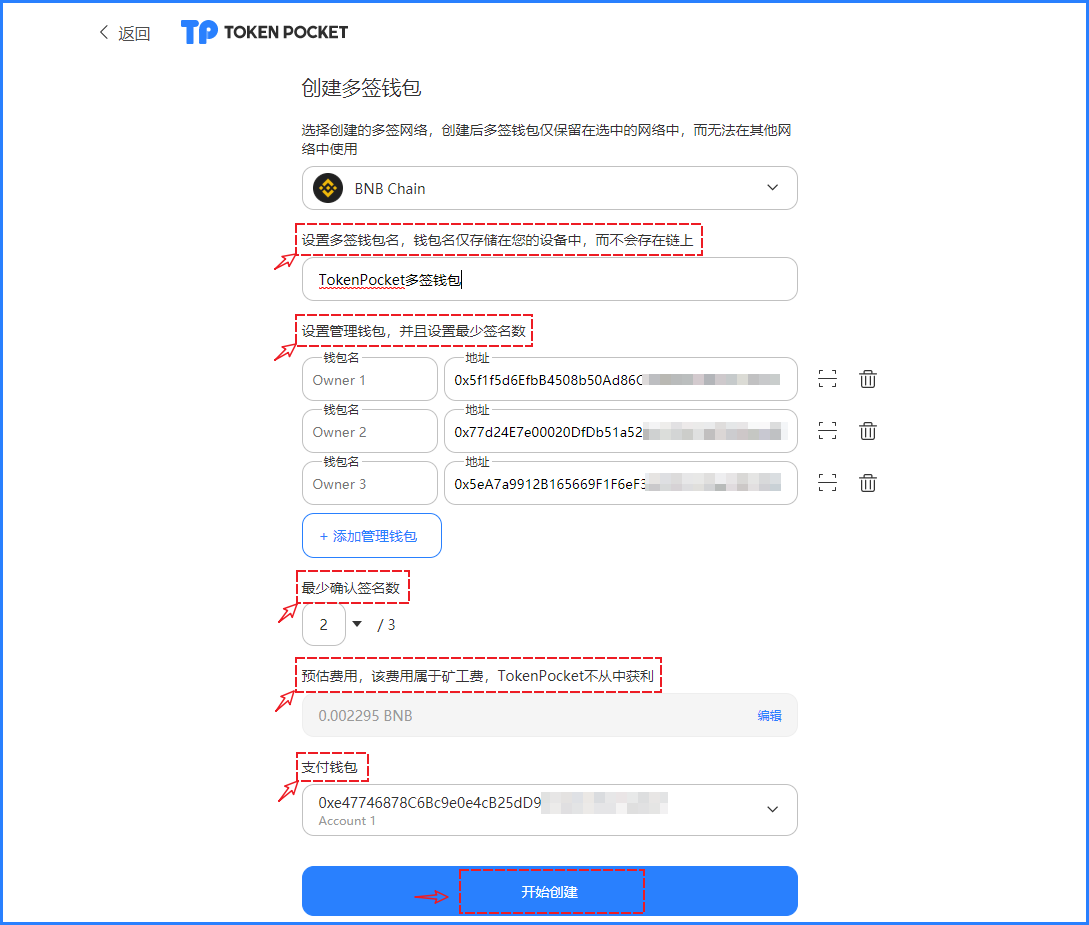 返回
TP TOKEN POCKET
创建多签钱包
选择创建的多签网络，创建后多签钱包仅保留在选中的网络中，而无法在其他网
络中使用
BNB Chain
设置多签钱包名，钱包名仅存储在您的设备中，而不会存在链上
TokenPocket多签钱包
设置管理钱包，并且设置最少签名数
钱包名 地址
Owner 1 0x5f1f5d6EfbB4508b50Ad86C
钱包名 地址
Owner 2 0x77d24E7e00020DfDb51a52
钱包名 地址
Owner 3 0x5eA7a9912B165669F1F6eF3
+ 添加管理钱包
最少确认签名数
2 / 3
预估费用，该费用属于矿工费，TokenPocket不从中获利
0.002295 BNB 编辑
支付钱包
0xe47746878C6Bc9e0e4cB25dD9
Account 1
开始创建